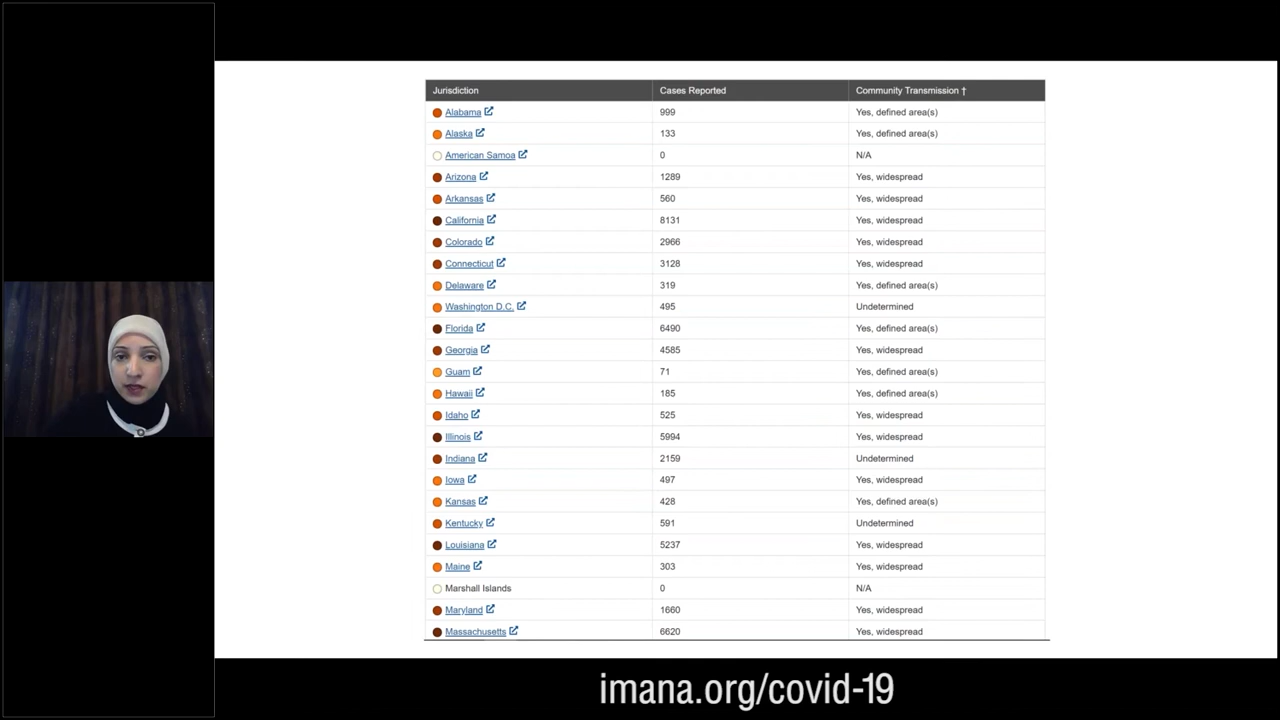 Jurisdiction Cases Reported Community Transmission †
Alabama 999 Yes, defined area(s)
Alaska 133 Yes, defined area(s)
American Samoa 0 N/A
Arizona 1289 Yes, widespread
Arkansas 560 Yes, widespread
California 8131 Yes, widespread
Colorado 2966 Yes, widespread
Connecticut 3128 Yes, widespread
Delaware 319 Yes, defined area(s)
Washington D.C. 495 Undetermined
Florida 6490 Yes, defined area(s)
Georgia 4585 Yes, widespread
Guam 71 Yes, defined area(s)
Hawaii 185 Yes, defined area(s)
Idaho 525 Yes, widespread
Illinois 5994 Yes, widespread
Indiana 2159 Undetermined
Iowa 497 Yes, widespread
Kansas 428 Yes, defined area(s)
Kentucky 591 Undetermined
Louisiana 5237 Yes, widespread
Maine 303 Yes, widespread
Marshall Islands 0 N/A
Maryland 1660 Yes, widespread
Massachusetts 6620 Yes, widespread
imana.org/covid-19